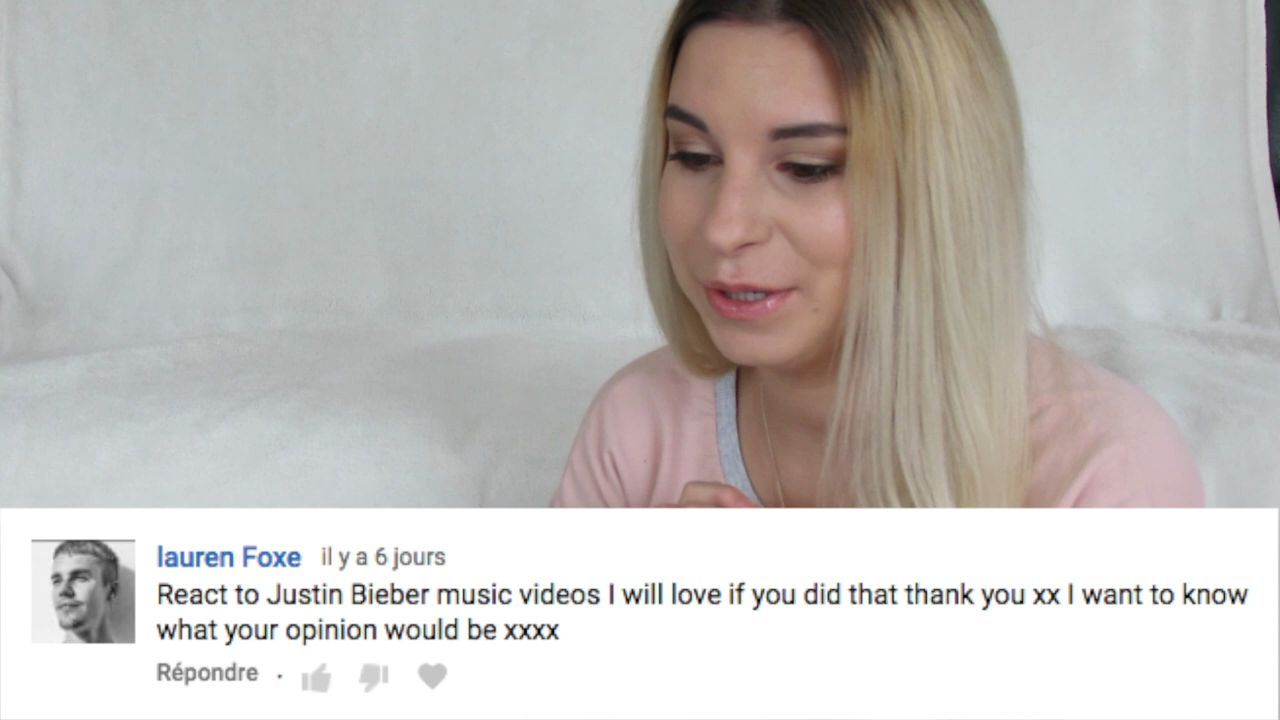 lauren Foxe il y a 6 jours
React to Justin Bieber music videos I will love if you did that thank you xx I want to know
what your opinion would be xxxx
Répondre .